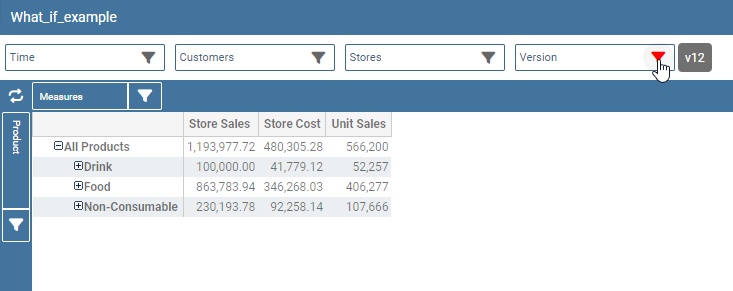 What_if_example
Time Customers Stores Version v12
Measures
Product
Store Sales Store Cost Unit Sales
All Products 1,193,977.72 480,305.28 566,200
Drink 100,000.00 41,779.12 52,257
Food 863,783.94 346,268.03 406,277
Non-Consumable 230,193.78 92,258.14 107,666